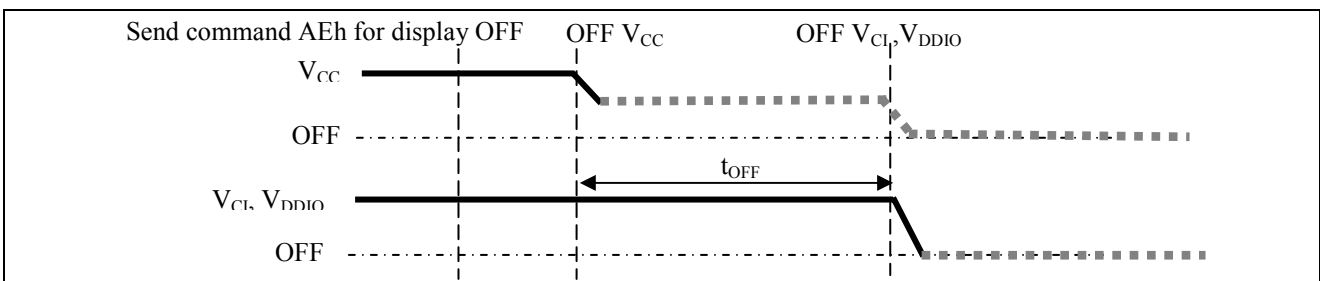 Send command AEh for display OFF OFF VCC OFF VCI ,VDDIO
VCC
OFF
tOFF
VCI, VDDIO
OFF